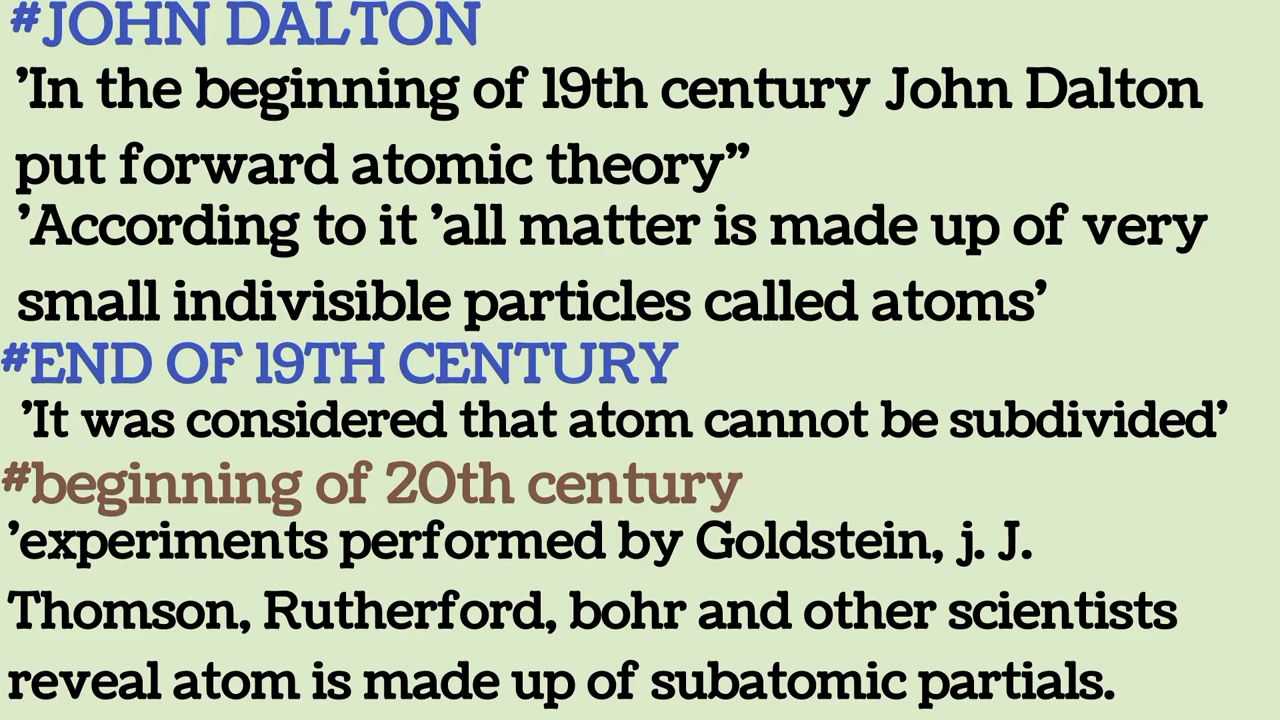 #JOHN DALTON
’In the beginning of 19th century John Dalton
put forward atomic theory”
’According to it ’all matter is made up of very
small indivisible particles called atoms’
#END OF 19TH CENTURY
’It was considered that atom cannot be subdivided’
#beginning of 20th century
’experiments performed by Goldstein, j. J.
Thomson, Rutherford, bohr and other scientists
reveal atom is made up of subatomic partials.